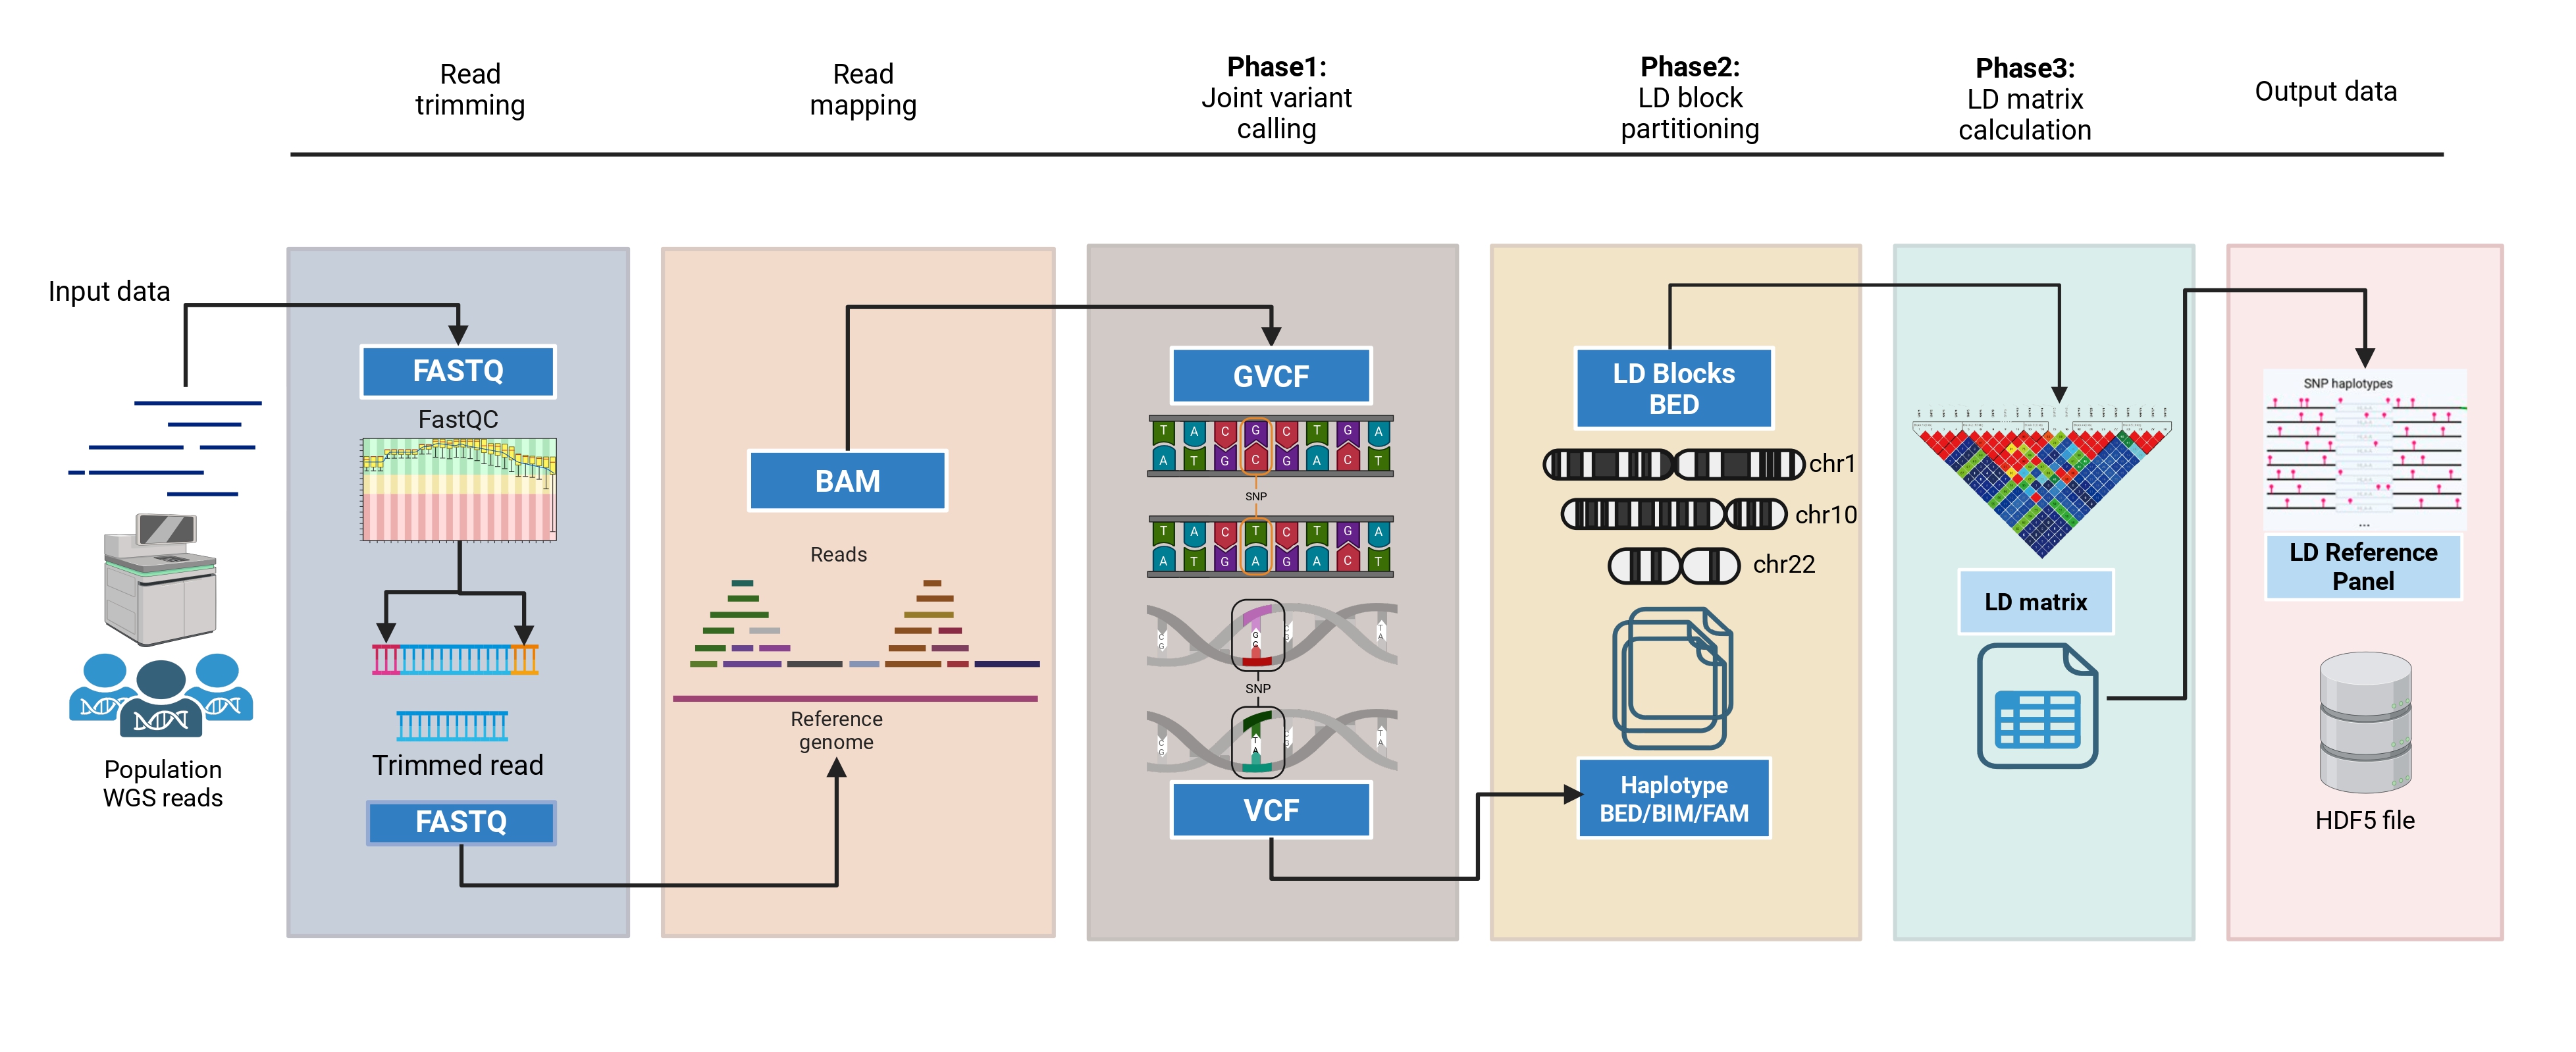 Read
trimming
Read
mapping
Phase1:
Joint variant
calling
Phase2:
LD block
partitioning
Phase3:
LD matrix
calculation
Output data
Input data
Population
WGS reads
FASTQ
FastQC
Trimmed read
FASTQ
BAM
Reads
Reference
genome
GVCF
T A C G C T G A
A T G C G A C T
SNP
T A C T C T G A
A T G A G A C T
C
G
G
C
C
G
T
A
SNP
C
G
T
A
C
G
T
A
VCF
LD Blocks
BED
chr1
chr10
chr22
Haplotype
BED/BIM/FAM
LD matrix
SNP haplotypes
...
LD Reference
Panel
HDF5 file